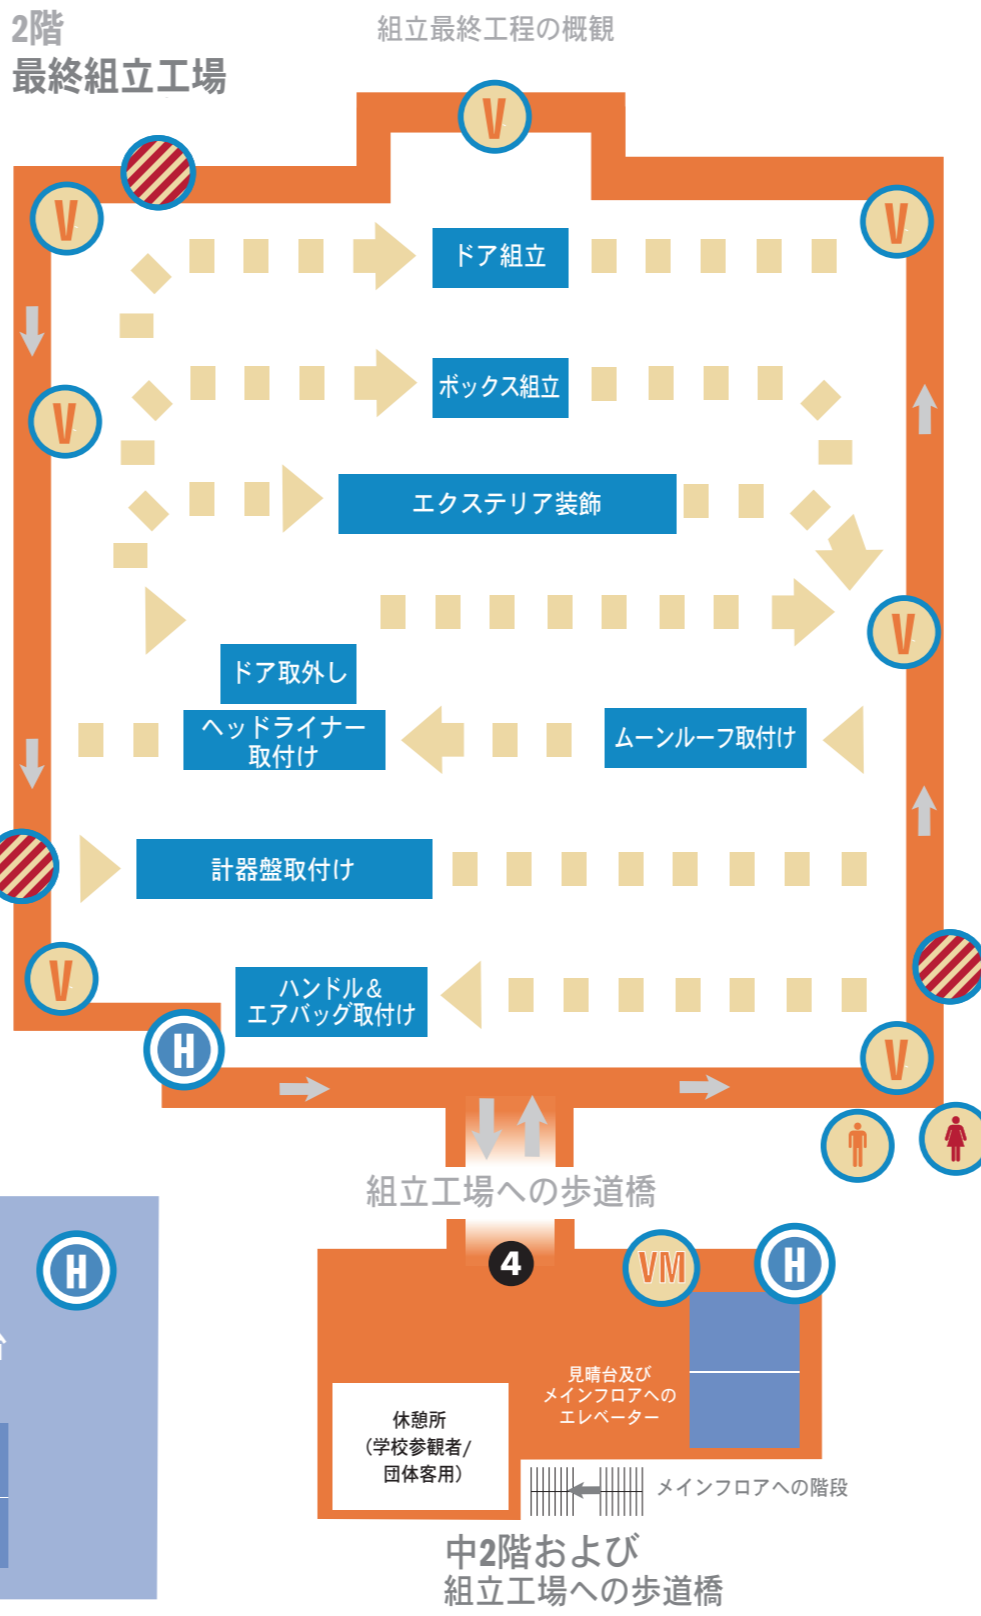 2階
最終組立工場
組立最終工程の概観
V
V
V
ドア組立
V
ボックス組立
エクステリア装飾
V
ドア取外し
ヘッドライナー
取付け
ムーンルーフ取付け
計器盤取付け
V
ハンドル&
エアバッグ取付け
H
V
組立工場への歩道橋
H
4
VM
H
見晴台及び
メインフロアへの
エレベーター
休憩所
(学校参観者/
団体客用)
メインフロアへの階段
中2階および
組立工場への歩道橋